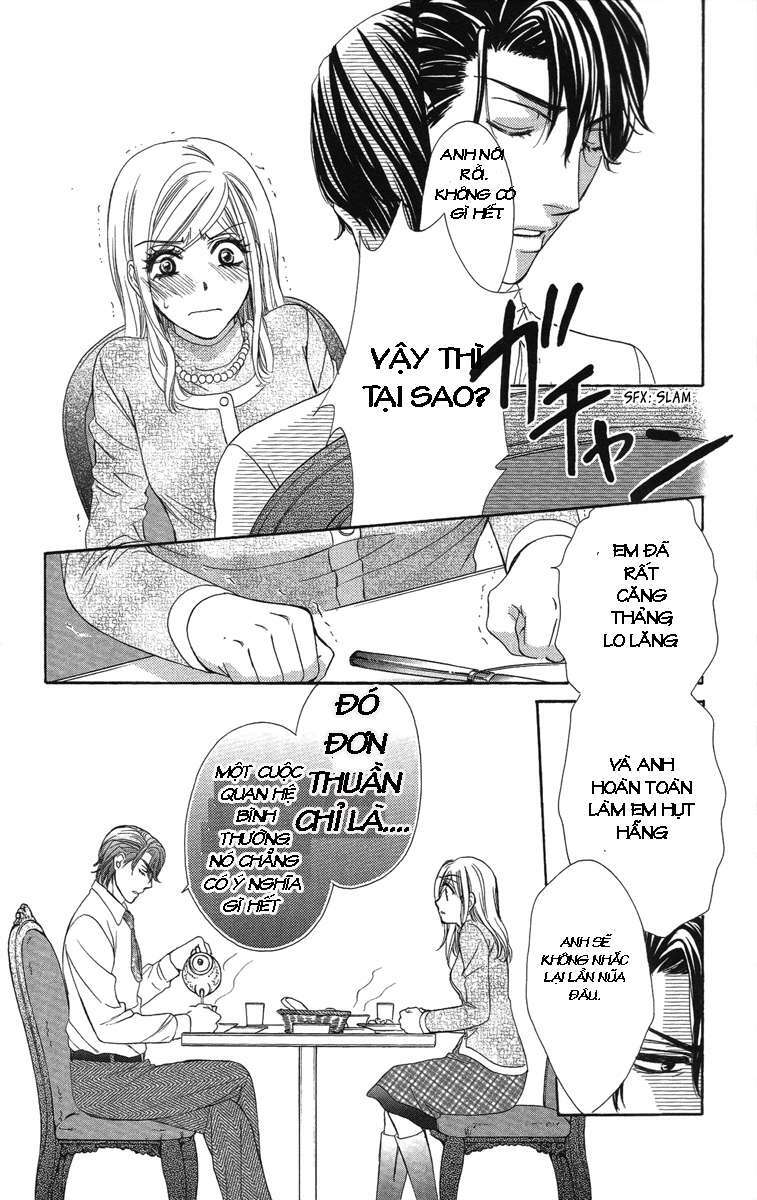 ANH NÓI
RỒI.
KHÔNG CÓ
GÌ HẾT
VẬY THÌ
TẠI SAO?
ガチャン
SFX: SLAM
EM ĐÃ
RẤT
CĂNG
THẲNG,
LO LẮNG
VÀ ANH
HOÀN TOÀN
LÀM EM HỤT
HẪNG
ĐÓ
ĐƠN
THUẦN
CHỈ LÀ....
MỘT CUỘC
QUAN HỆ
BÌNH
THƯỜNG.
NÓ CHẲNG
CÓ Ý NGHĨA
GÌ HẾT
ANH SẼ
KHÔNG NHẮC
LẠI LẦN NỮA
ĐÂU.